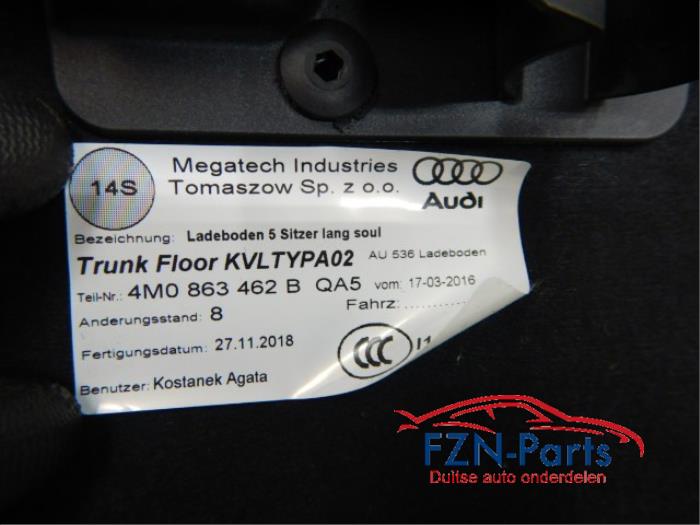 14S
Megatech Industries
Tomaszow Sp. z o.o.
Audi
Bezeichnung: Ladeboden 5 Sitzer lang soul
Trunk Floor KVLTYPA02 AU 536 Ladeboden
Teil-Nr.: 4M0 863 462 B QA5 vom: 17-03-2016
Änderungsstand: 8 Fahrz:............
Fertigungsdatum: 27.11.2018
CCC
Benutzer: Kostanek Agata
FZN-Parts
Duitse auto onderdelen